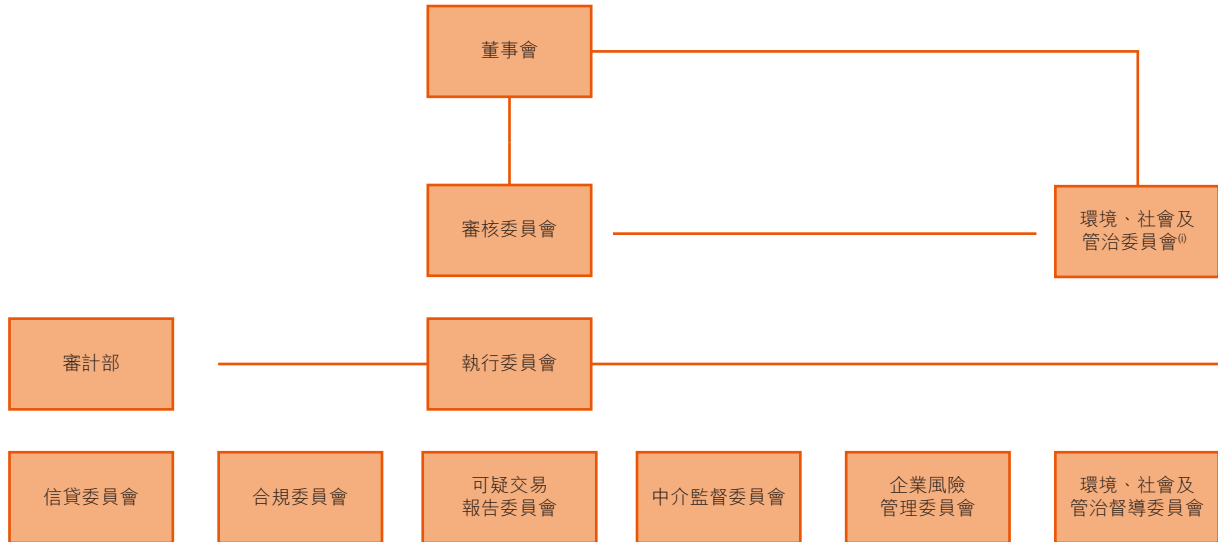 董事會
審核委員會
環境、社會及
管治委員會⁽ⁱ⁾
審計部
執行委員會
信貸委員會
合規委員會
可疑交易
報告委員會
中介監督委員會
企業風險
管理委員會
環境、社會及
管治督導委員會